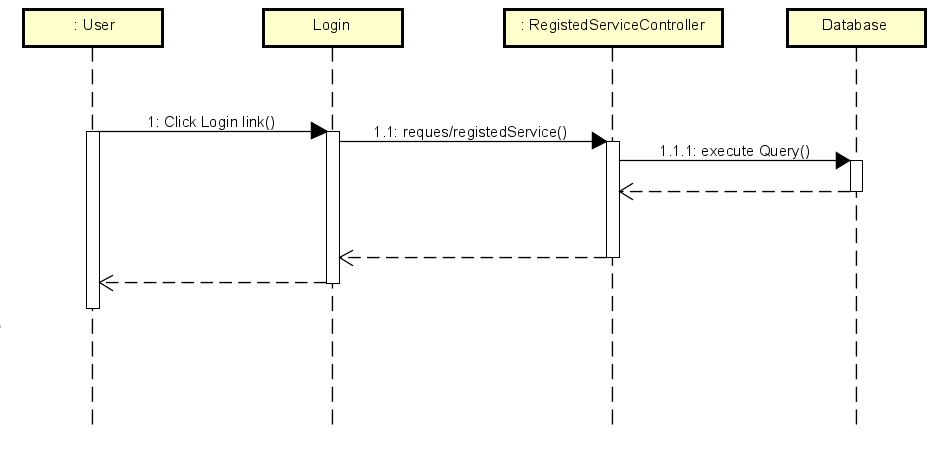 : User
Login
: RegistedServiceController
Database
1: Click Login link()
1.1: reques/registedService()
1.1.1: execute Query()